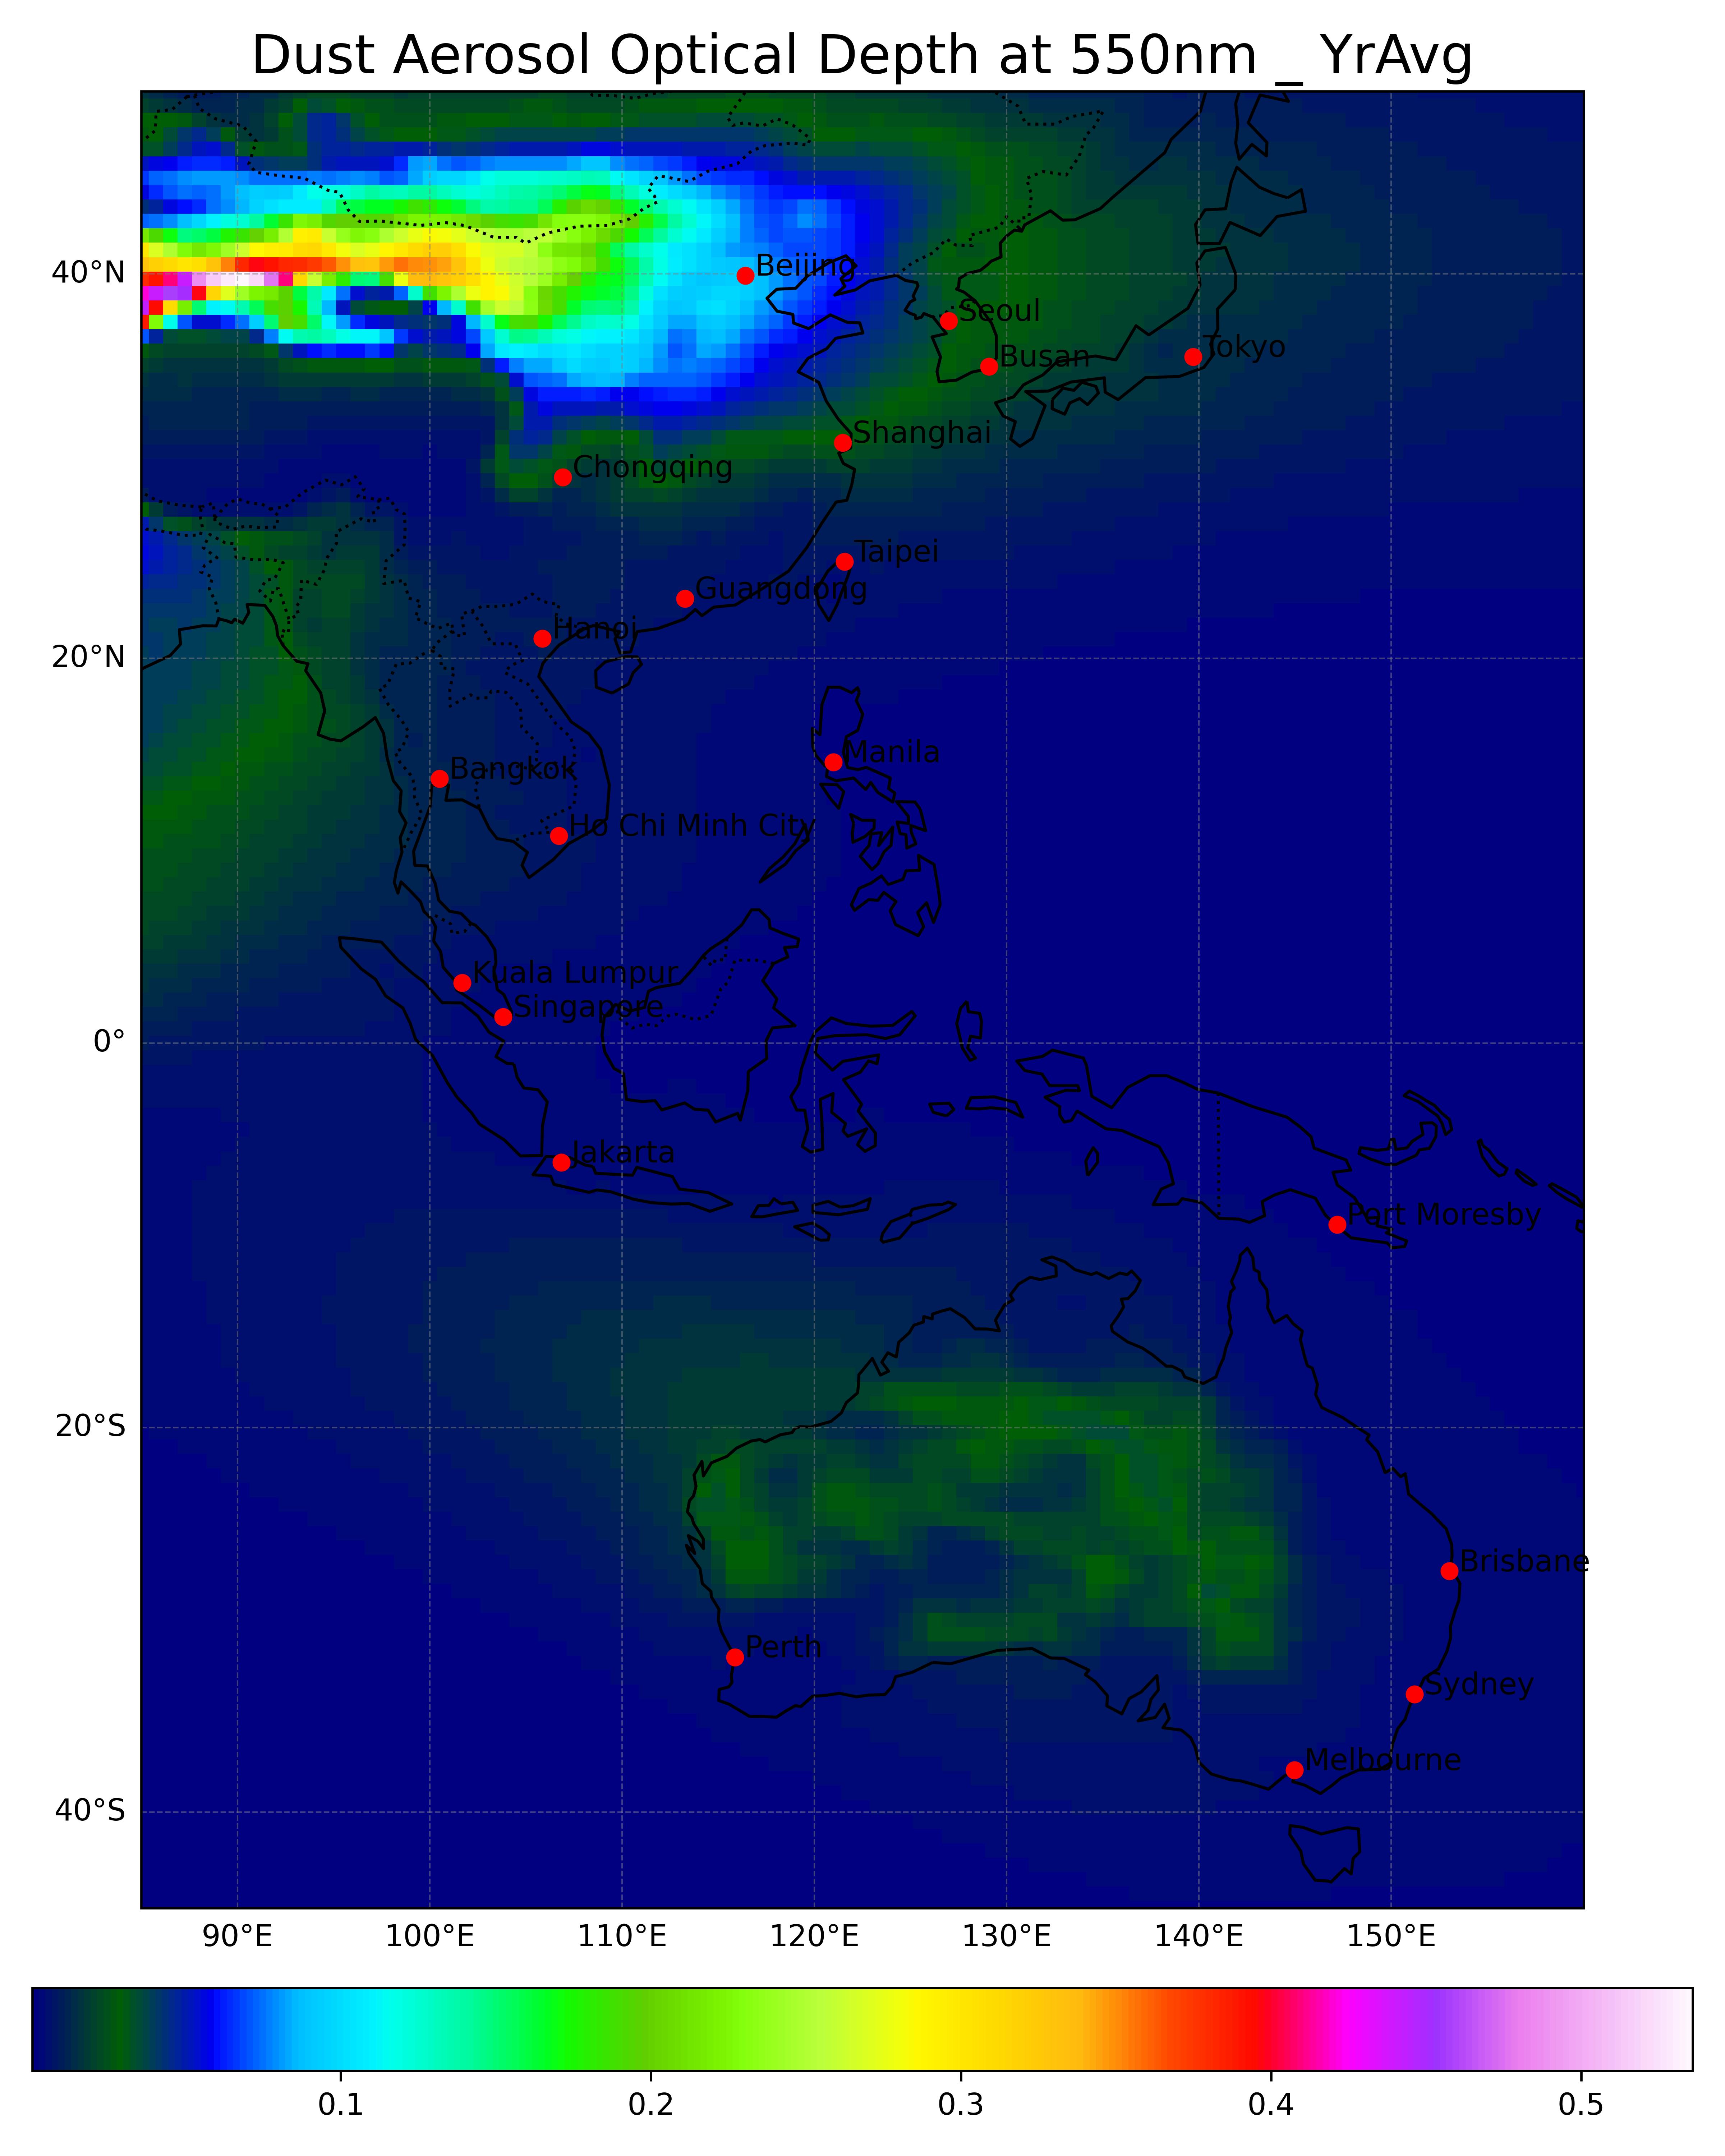 Dust Aerosol Optical Depth at 550nm _ YrAvg
40°N
20°N
0°
20°S
40°S
Beijing
Seoul
Busan
Tokyo
Shanghai
Chongqing
Taipei
Guangdong
Hanoi
Manila
Bangkok
Ho Chi Minh City
Kuala Lumpur
Singapore
Jakarta
Port Moresby
Brisbane
Perth
Sydney
Melbourne
90°E 100°E 110°E 120°E 130°E 140°E 150°E
0.1 0.2 0.3 0.4 0.5